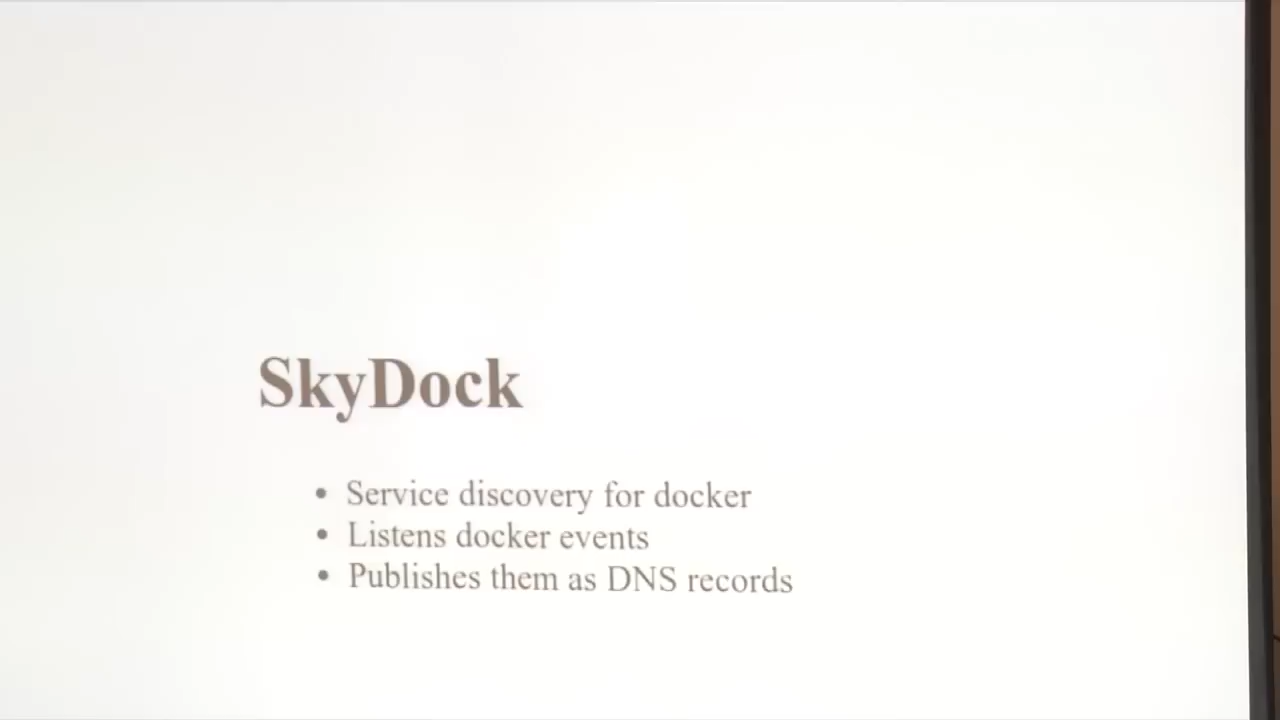 SkyDock
• Service discovery for docker
• Listens docker events
• Publishes them as DNS records